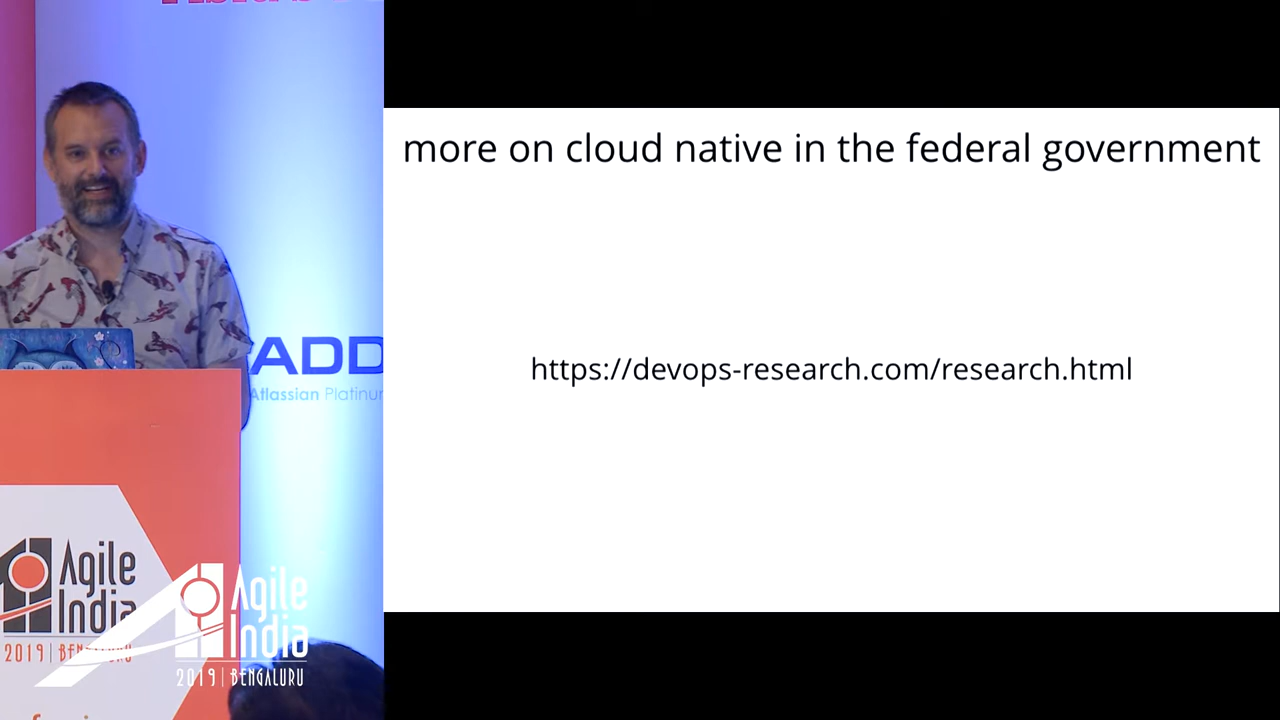 more on cloud native in the federal government
https://devops-research.com/research.html
ADD
Atlassian Platinu
Agile
India
2019 | BENGALURU
Agile
India
2019 | BENGALURU